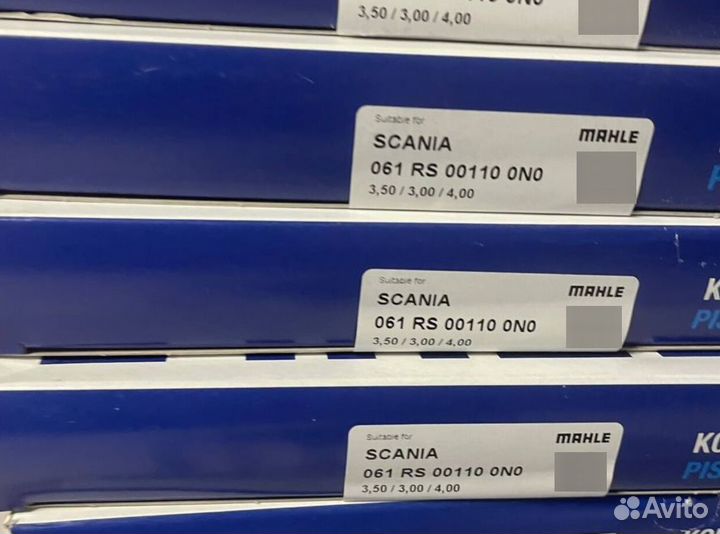 3,50 / 3,00 / 4,00
Suitable for
SCANIA
MAHLE
061 RS 00110 0N0
3,50 / 3,00 / 4,00
Suitable for
SCANIA
MAHLE
061 RS 00110 0N0
3,50 / 3,00 / 4,00
Suitable for
SCANIA
MAHLE
061 RS 00110 0N0
3,50 / 3,00 / 4,00
Avito